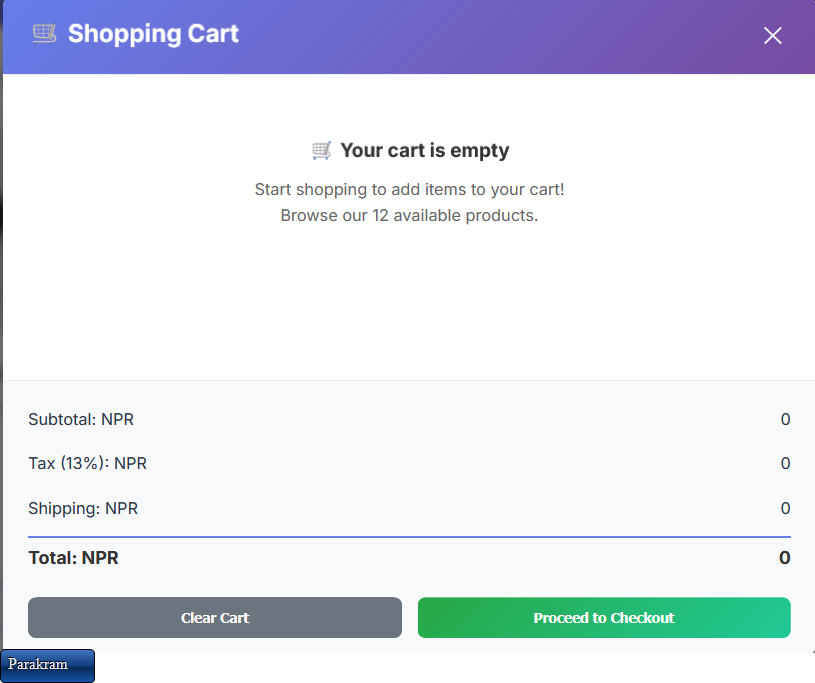 Shopping Cart
Your cart is empty
Start shopping to add items to your cart!
Browse our 12 available products.
Subtotal: NPR 0
Tax (13%): NPR 0
Shipping: NPR 0
Total: NPR 0
Clear Cart Proceed to Checkout
Parakram